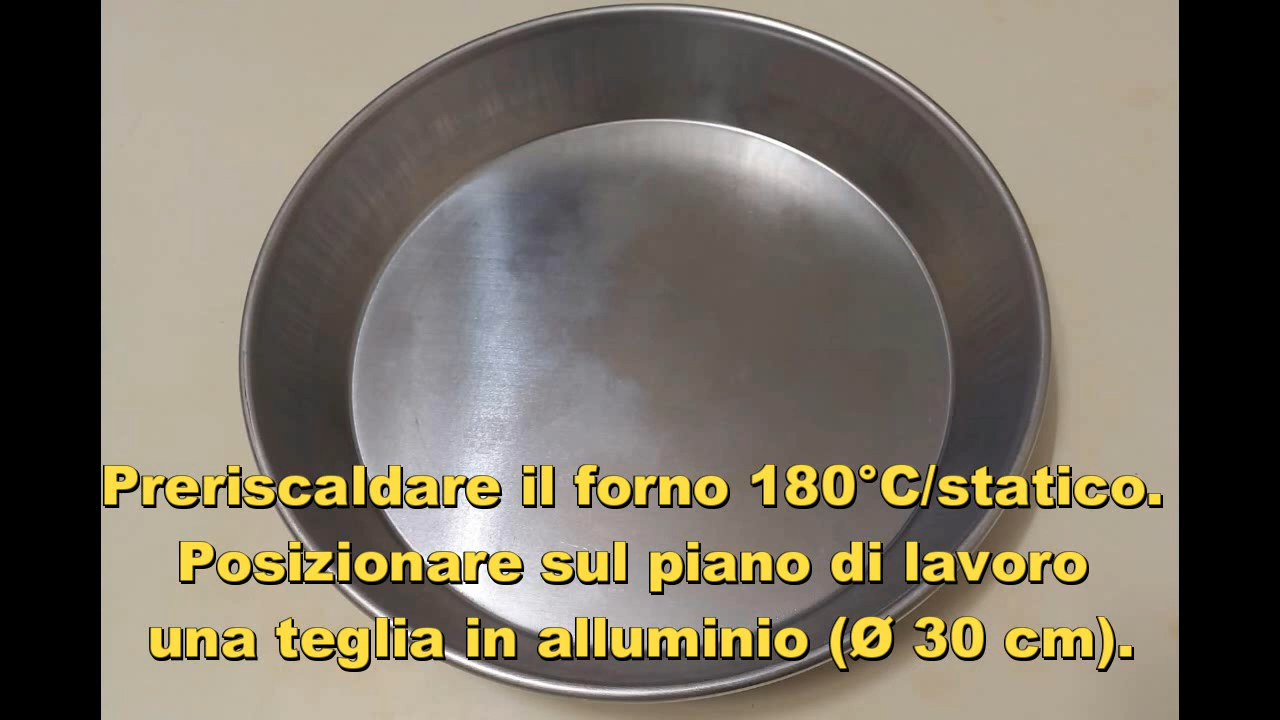 Preriscaldare il forno 180°C/statico.
Posizionare sul piano di lavoro
una teglia in alluminio (Ø 30 cm).